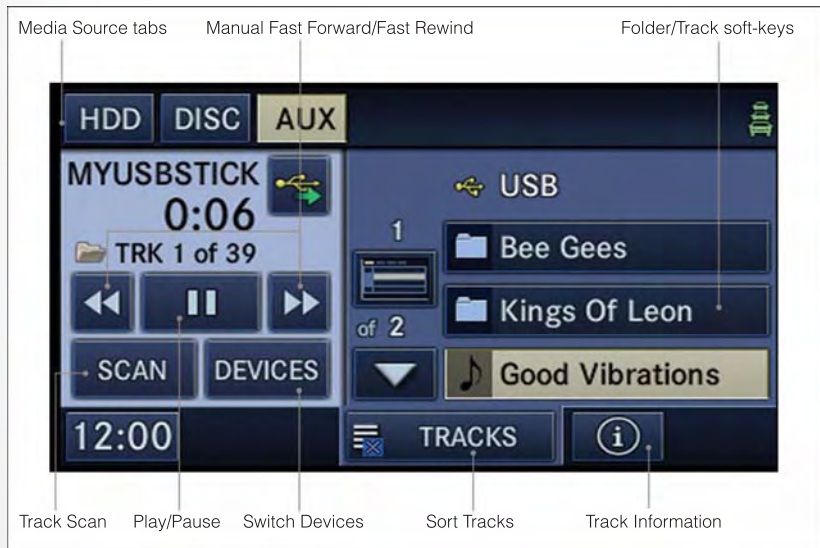 Media Source tabs
Manual Fast Forward/Fast Rewind
Folder/Track soft-keys
HDD
DISC
AUX
MYUSBSTICK
0:06
TRK 1 of 39
SCAN
DEVICES
12:00
USB
1
of 2
Bee Gees
Kings Of Leon
Good Vibrations
TRACKS
i
Track Scan
Play/Pause
Switch Devices
Sort Tracks
Track Information